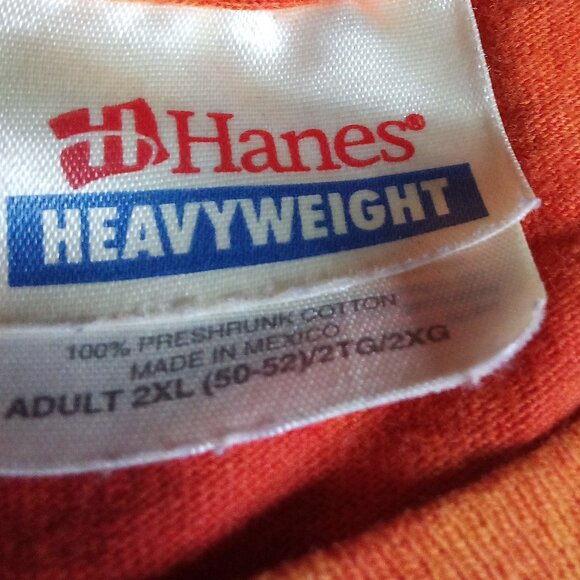 H Hanes®
HEAVYWEIGHT
100% PRESHRUNK COTTON
MADE IN MEXICO
ADULT 2XL (50-52)/2TG/2XG